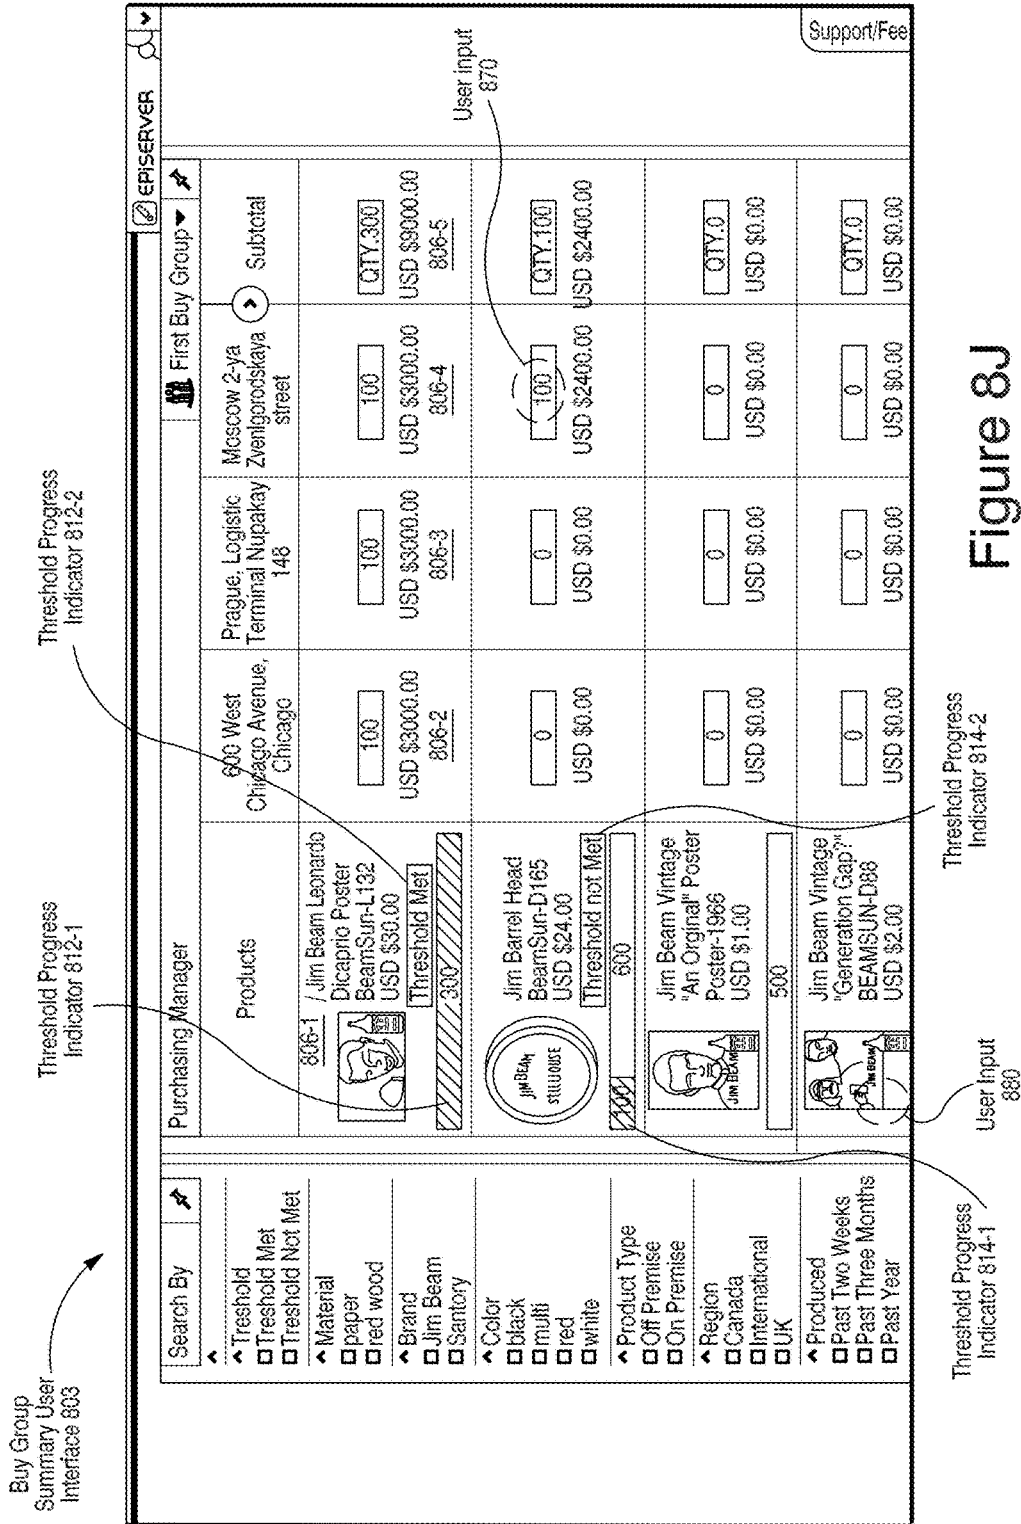 Buy Group
Summary User
Interface 803
Threshold Progress
Indicator 812-1
Threshold Progress
Indicator 812-2
EPiSERVER
Search By
Purchasing Manager
First Buy Group
Treshold
Treshold Met
Treshold Not Met
Material
paper
red wood
Brand
Jim Beam
Santory
Color
black
multi
red
white
Product Type
Off Premise
On Premise
Region
Canada
International
UK
Produced
Past Two Weeks
Past Three Months
Past Year
Products
600 West
Chicago Avenue,
Chicago
Prague, Logistic
Terminal Nupakay
148
Moscow 2-ya
Zvenlgorodskaya
street
Subtotal
806-1
/ Jim Beam Leonardo
Dicaprio Poster
BeamSun-L132
USD $30.00
Threshold Met
300
100
USD $3000.00
806-2
100
USD $3000.00
806-3
100
USD $3000.00
806-4
QTY.300
USD $9000.00
806-5
JIM BEAM
Jim Barrel Head
BeamSun-D165
USD $24.00
Threshold not Met
100
600
0
USD $0.00
0
USD $0.00
100
USD $2400.00
QTY.100
USD $2400.00
User input
870
JIM BEAM
Jim Beam Vintage
"An Orginal" Poster
Poster-1966
USD $1.00
500
0
USD $0.00
0
USD $0.00
0
USD $0.00
QTY.0
USD $0.00
JIM BEAM
Jim Beam Vintage
"Generation Gap?"
BEAMSUN-D88
USD $2.00
0
USD $0.00
0
USD $0.00
0
USD $0.00
QTY.0
USD $0.00
Support/Fee
Threshold Progress
Indicator 814-1
User Input
880
Threshold Progress
Indicator 814-2
Figure 8J